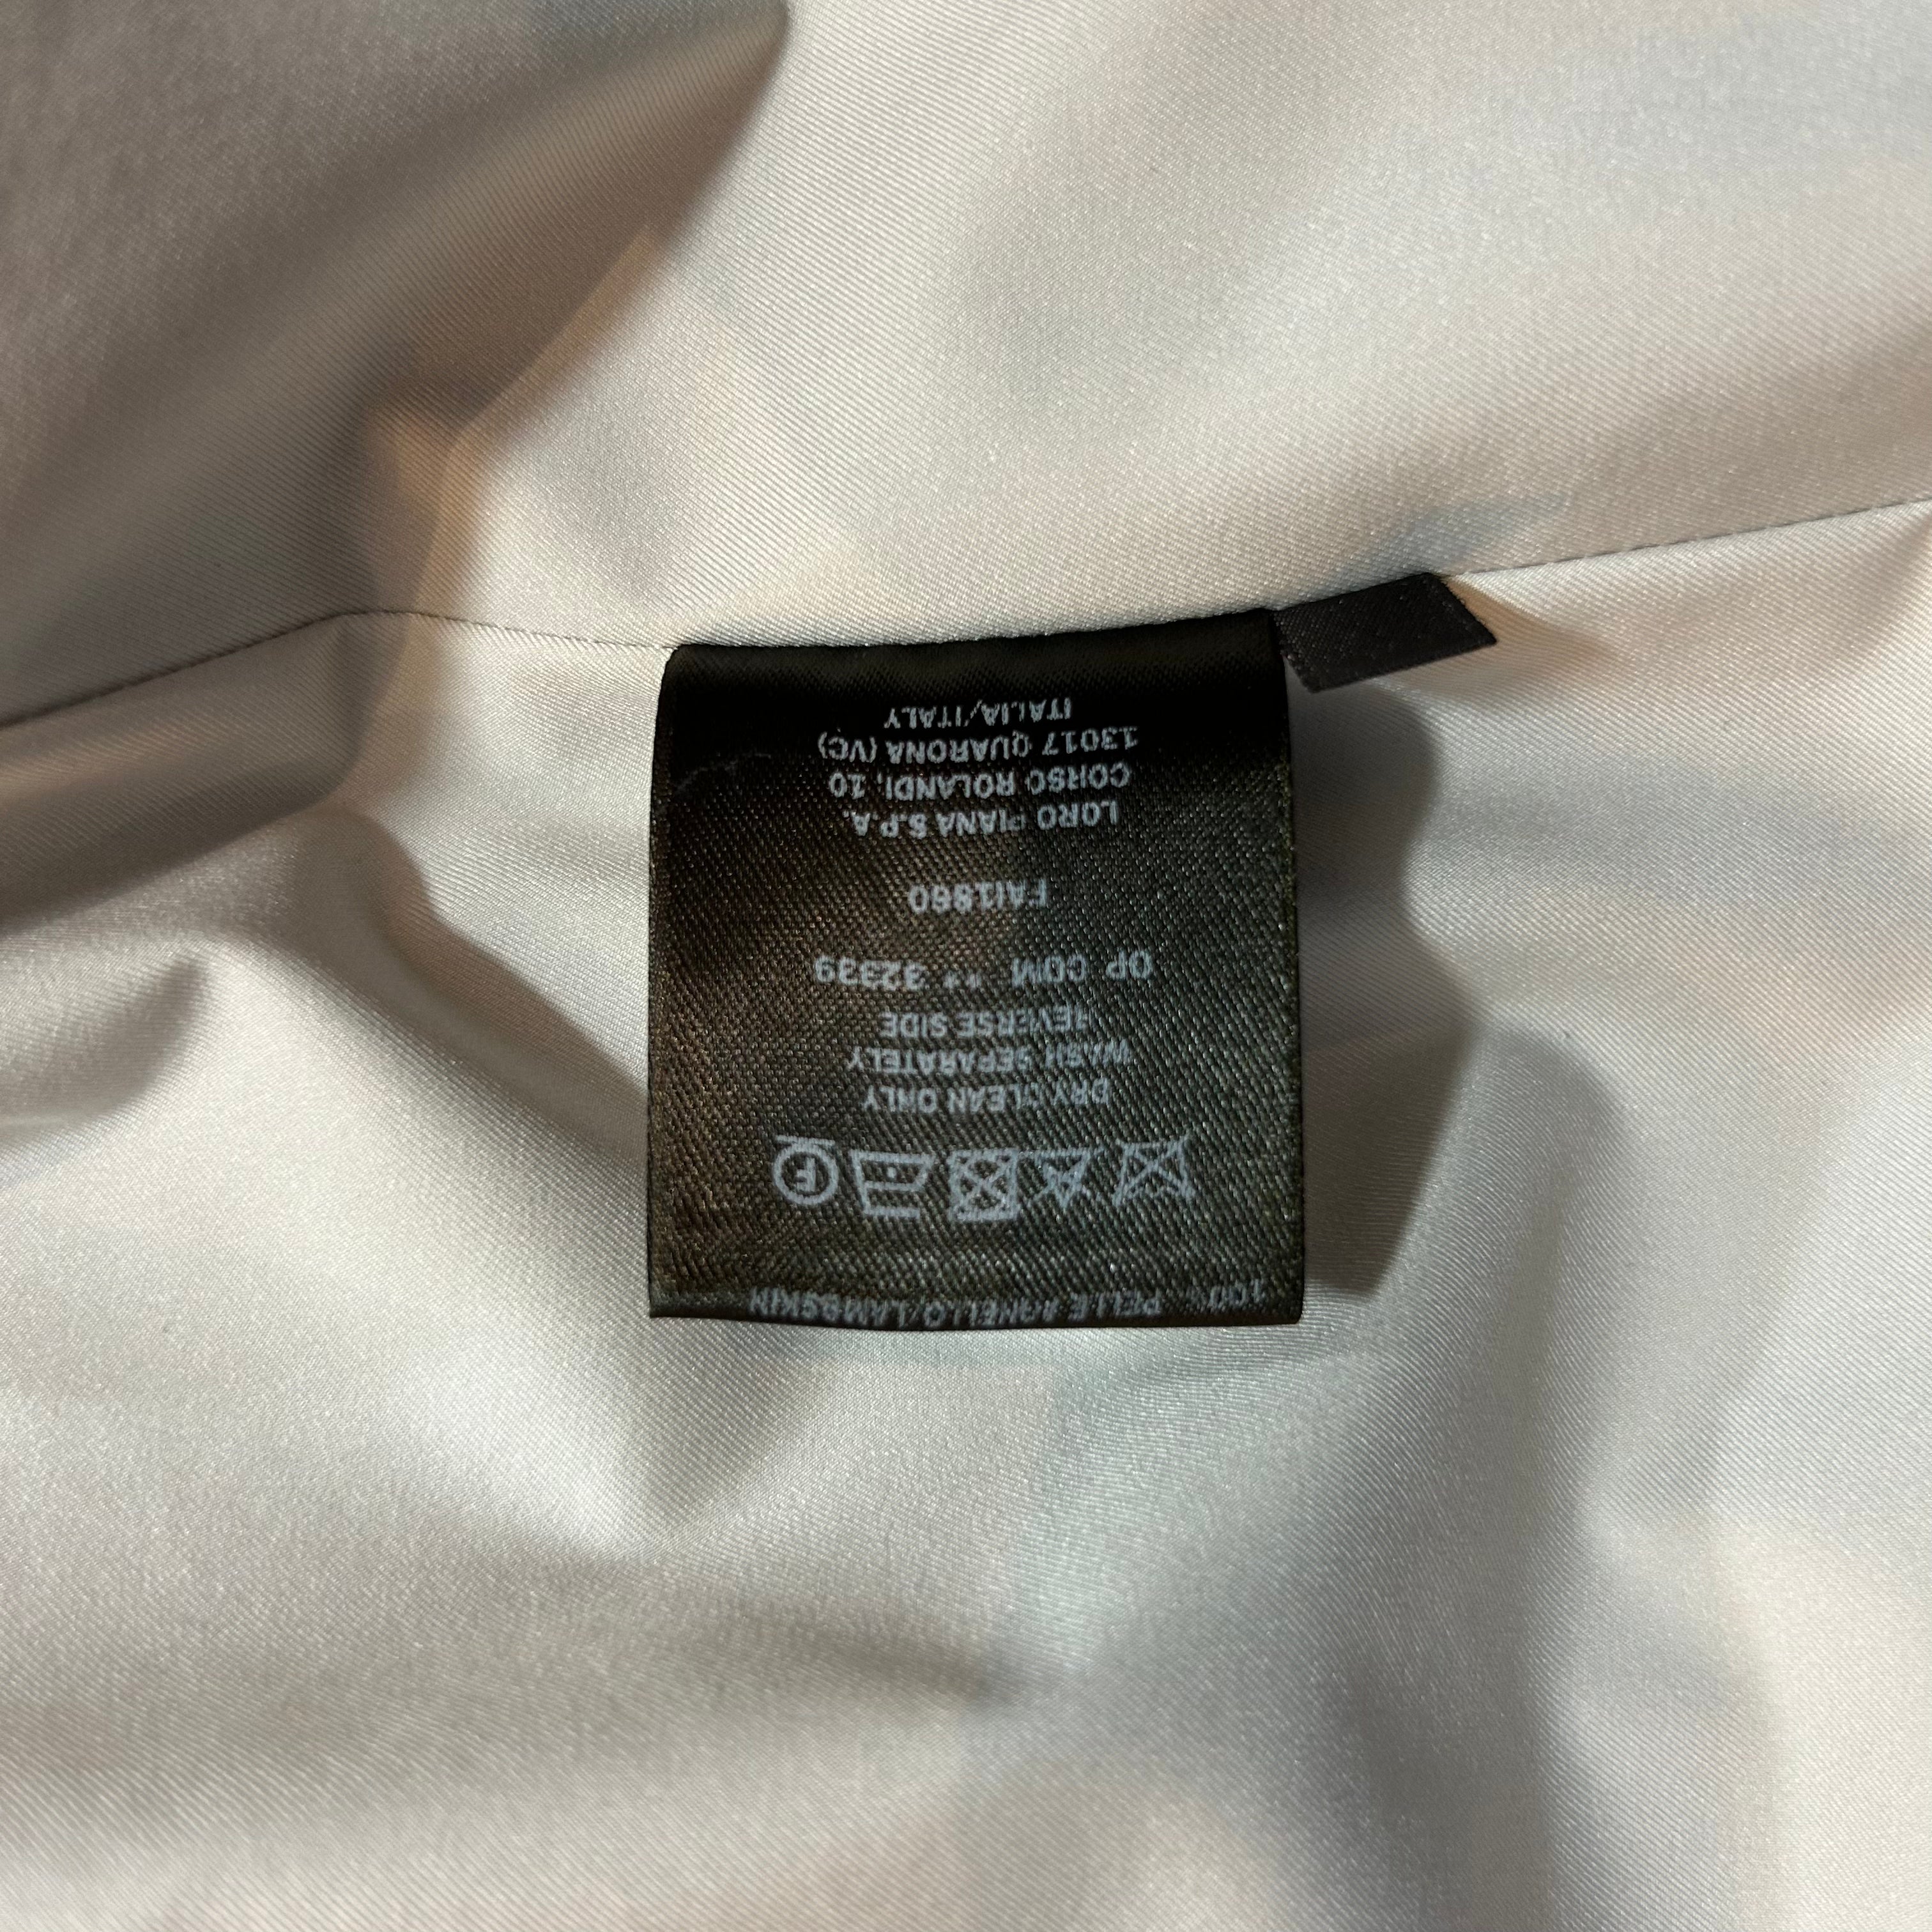 100% PELLE AGNELLO/LAMBSKIN
F
DRY CLEAN ONLY
WASH SEPARATELY
REVERSE SIDE
OP COM ** 32339
FAI1860
LORO PIANA S.P.A.
CORSO ROLANDI, 10
13017 QUARONA (VC)
ITALIA/ITALY